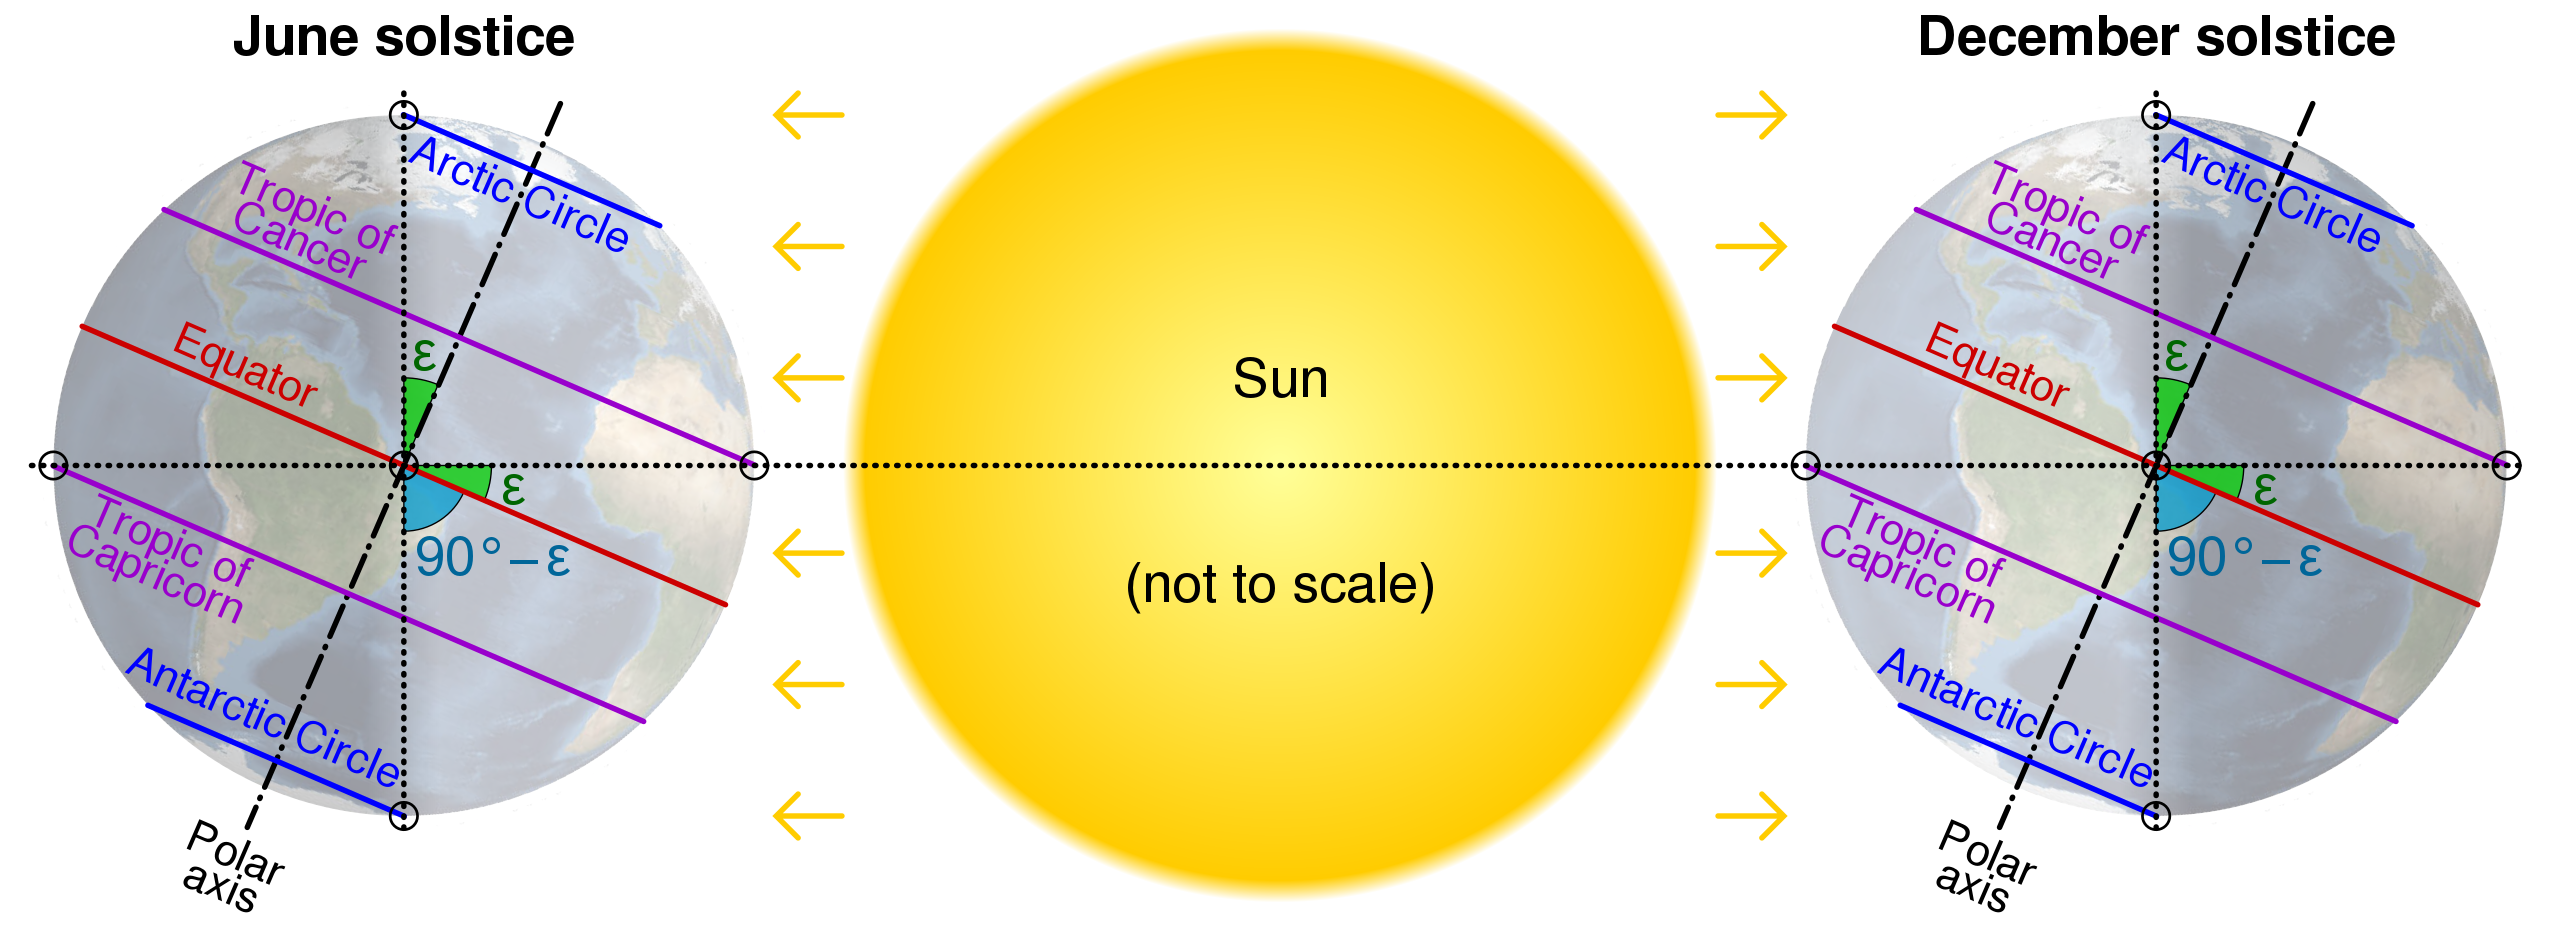 June solstice
December solstice
Arctic Circle
Tropic of
Cancer
Equator
ε
ε
90°–ε
Tropic of
Capricorn
Antarctic Circle
Polar
axis
Sun
(not to scale)
Arctic Circle
Tropic of
Cancer
Equator
ε
ε
90°–ε
Tropic of
Capricorn
Antarctic Circle
Polar
axis